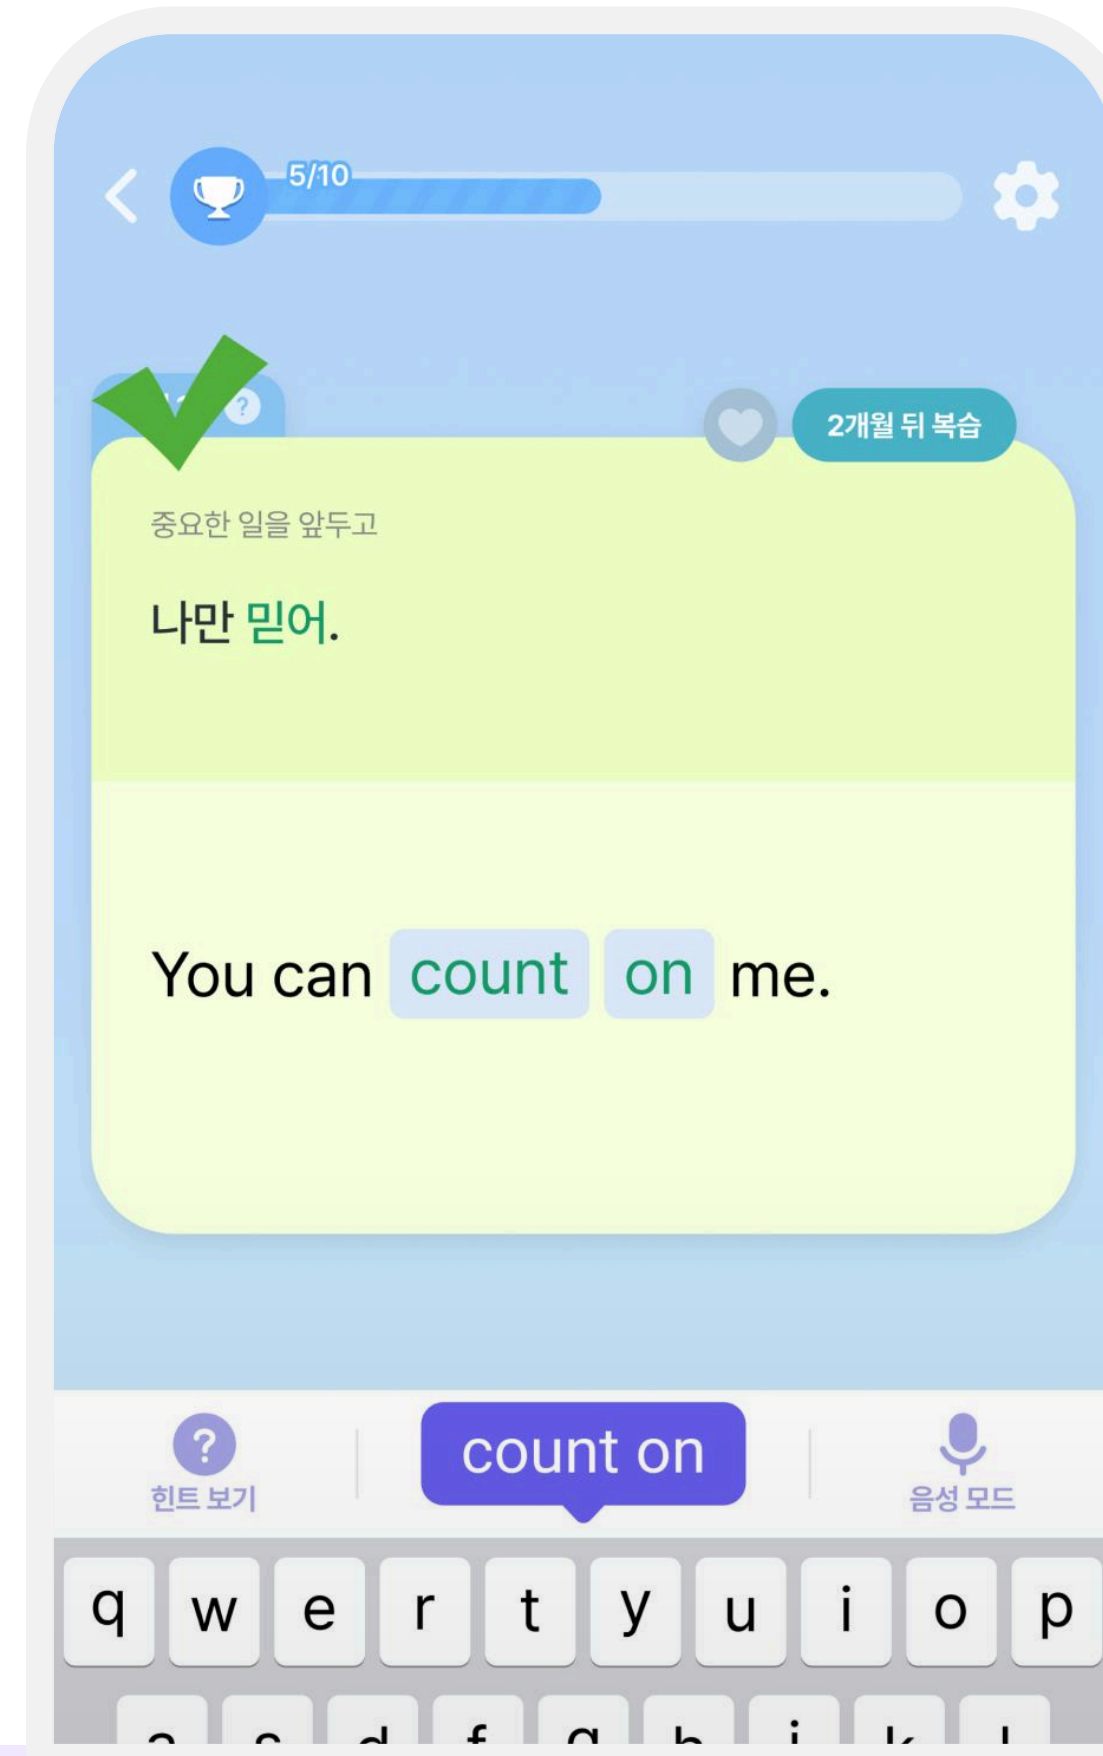 5/10
?
2개월 뒤 복습
중요한 일을 앞두고
나만 믿어.
You can count on me.
?
힌트 보기
count on
음성 모드
q w e r t y u i o p
a s d f g h j k l